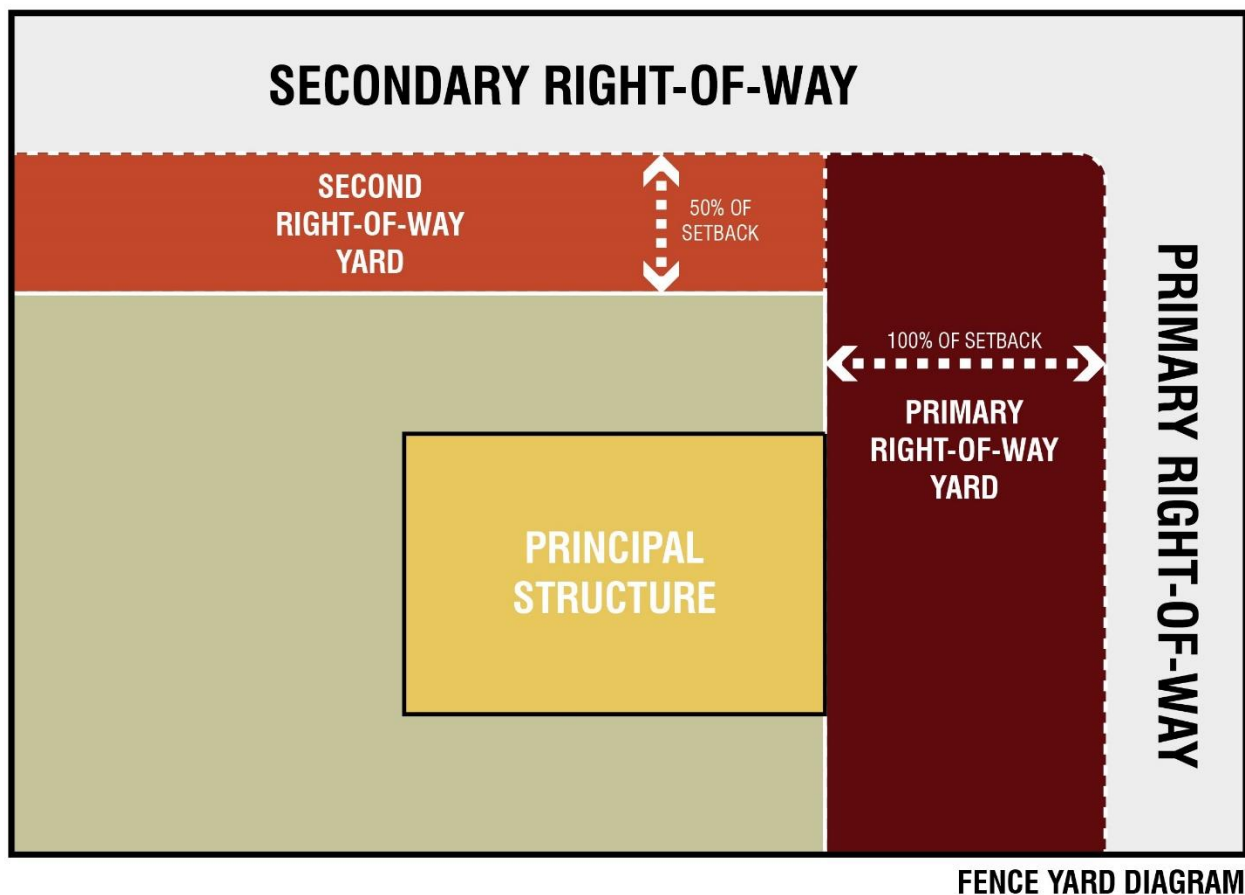 SECONDARY RIGHT-OF-WAY
SECOND
RIGHT-OF-WAY
YARD
50% OF
SETBACK
100% OF SETBACK
PRIMARY
RIGHT-OF-WAY
YARD
PRIMARY RIGHT-OF-WAY
PRINCIPAL
STRUCTURE
FENCE YARD DIAGRAM